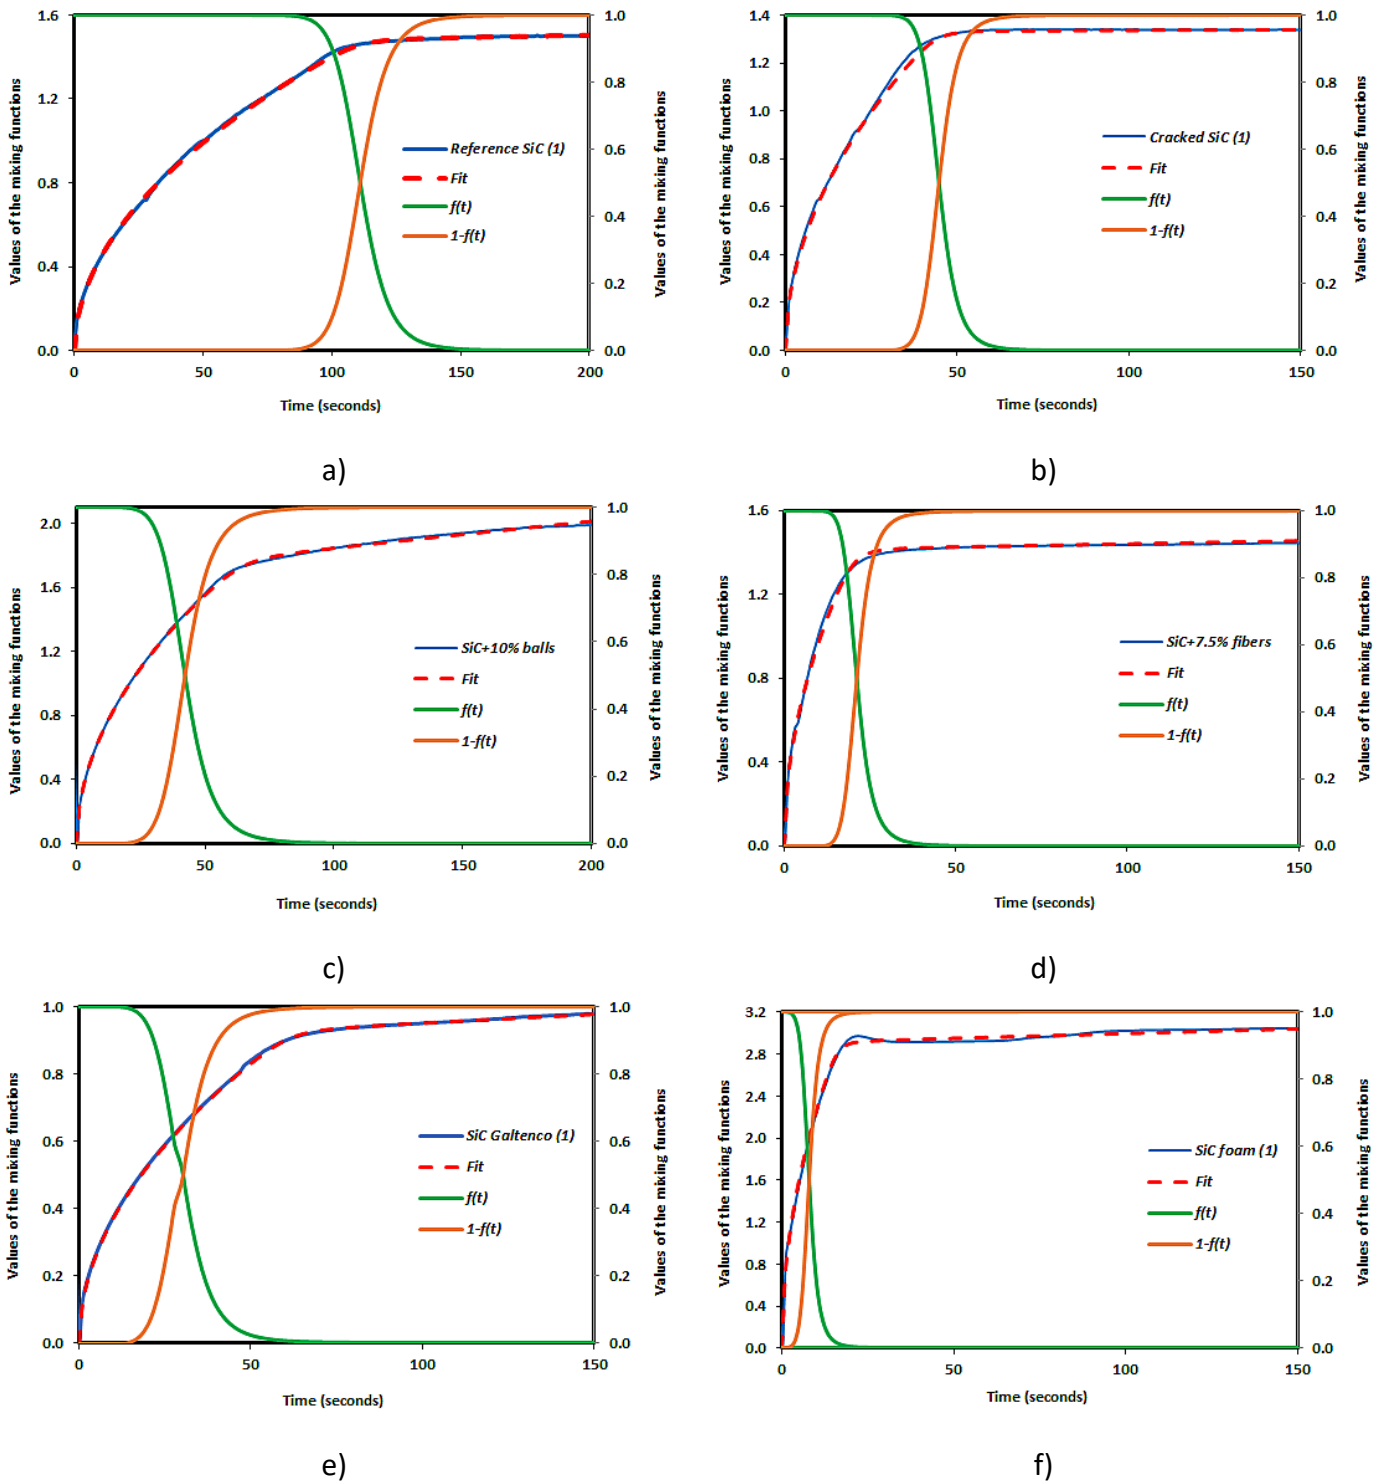 Values of the mixing functions
1.6
1.2
0.8
0.4
0.0
0
50
100
150
200
1.0
0.8
0.6
0.4
0.2
0.0
Values of the mixing functions
Time (seconds)
Reference SiC (1)
Fit
f(t)
1-f(t)
a)
Values of the mixing functions
1.4
1.2
1.0
0.8
0.6
0.4
0.2
0.0
0
50
100
150
1.0
0.8
0.6
0.4
0.2
0.0
Values of the mixing functions
Time (seconds)
Cracked SiC (1)
Fit
f(t)
1-f(t)
b)
Values of the mixing functions
2.0
1.6
1.2
0.8
0.4
0.0
0
50
100
150
200
1.0
0.8
0.6
0.4
0.2
0.0
Values of the mixing functions
Time (seconds)
SiC+10% balls
Fit
f(t)
1-f(t)
c)
Values of the mixing functions
1.6
1.2
0.8
0.4
0.0
0
50
100
150
1.0
0.8
0.6
0.4
0.2
0.0
Values of the mixing functions
Time (seconds)
SiC+7.5% fibers
Fit
f(t)
1-f(t)
d)
Values of the mixing functions
1.0
0.8
0.6
0.4
0.2
0.0
0
50
100
150
1.0
0.8
0.6
0.4
0.2
0.0
Values of the mixing functions
Time (seconds)
SiC Galtenco (1)
Fit
f(t)
1-f(t)
e)
Values of the mixing functions
3.2
2.8
2.4
2.0
1.6
1.2
0.8
0.4
0.0
0
50
100
150
1.0
0.8
0.6
0.4
0.2
0.0
Values of the mixing functions
Time (seconds)
SiC foam (1)
Fit
f(t)
1-f(t)
f)